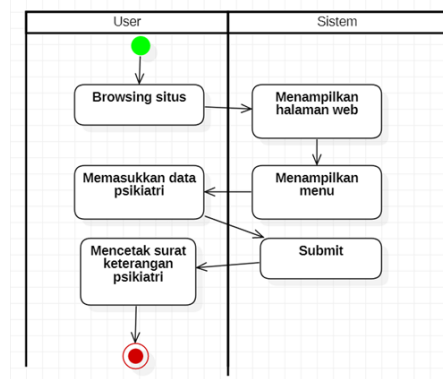 User
Sistem
Browsing situs
Menampilkan
halaman web
Memasukkan data
psikiatri
Menampilkan
menu
Mencetak surat
keterangan
psikiatri
Submit